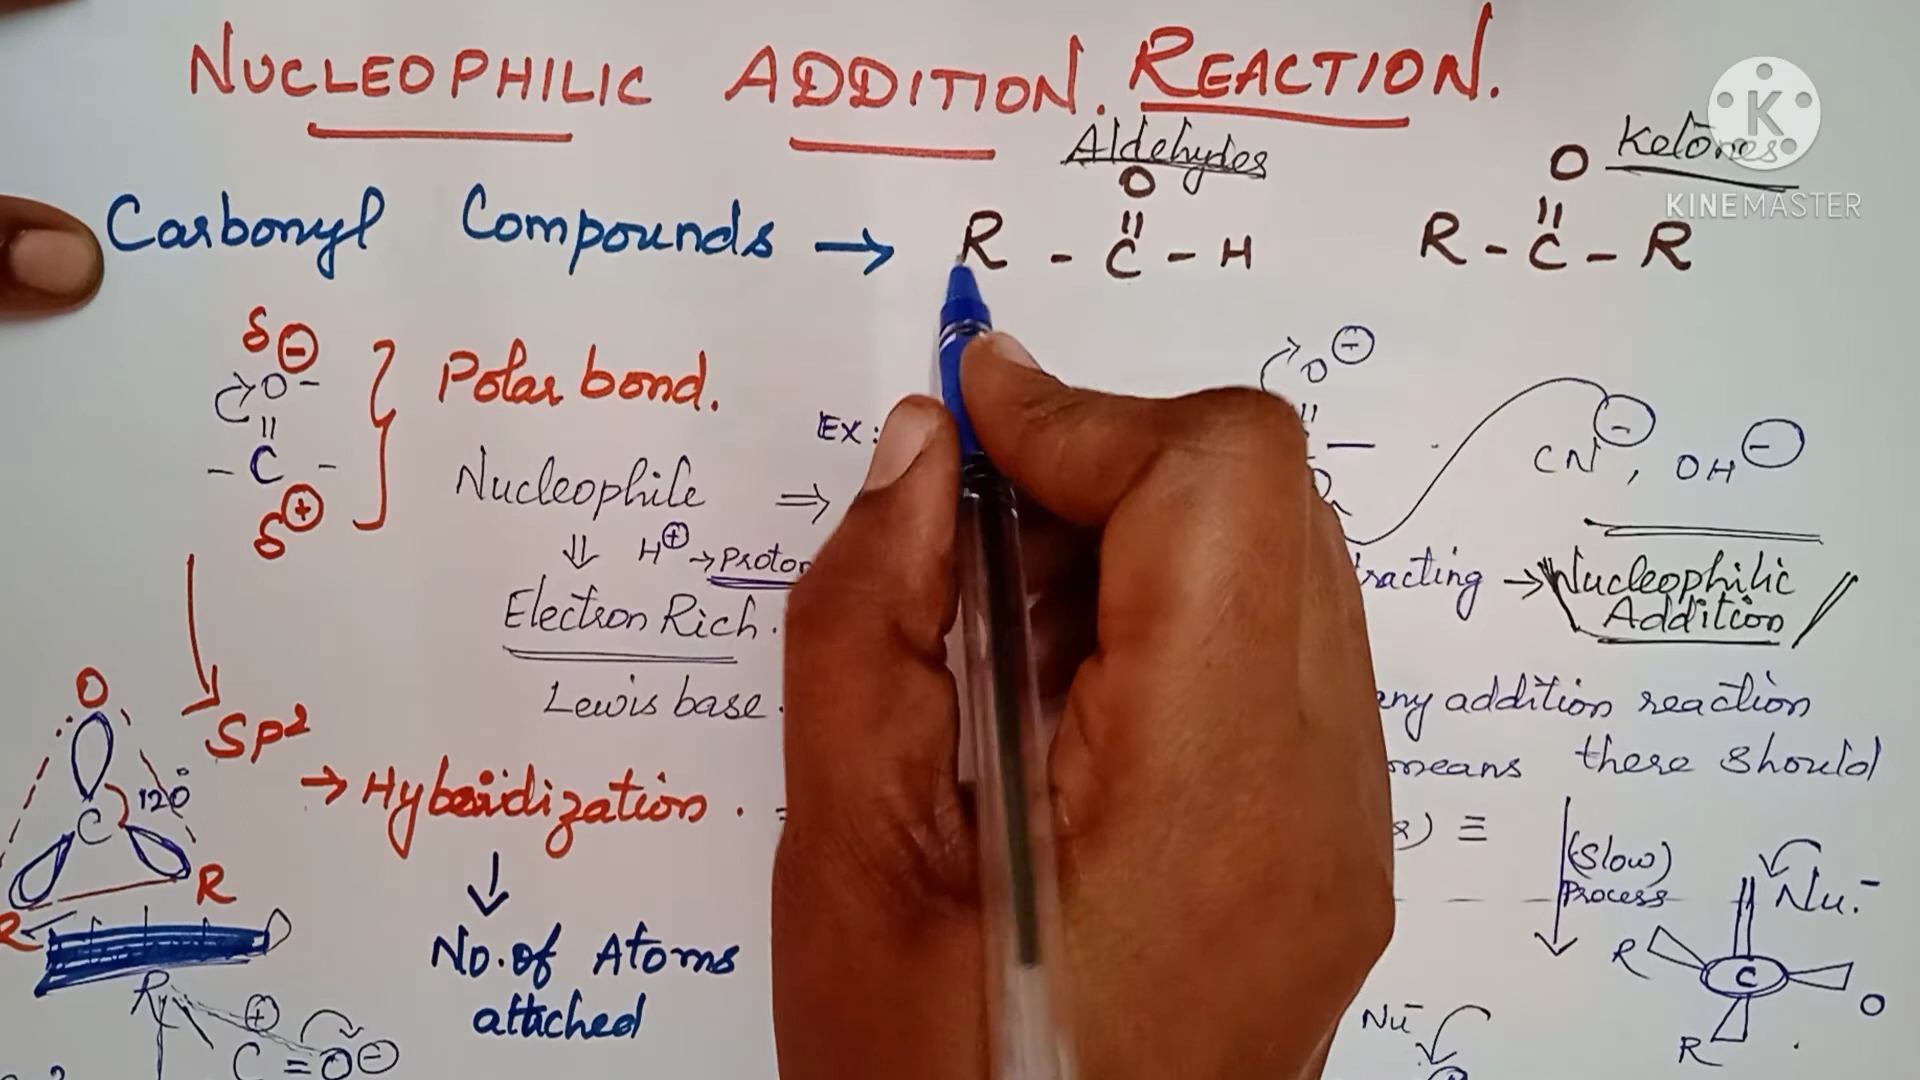 NUCLEOPHILIC ADDITION. REACTION.
Aldehydes
Ketones
K
KINEMASTER
Carbonyl Compounds →
O
R - C - H
O
R - C - R
δ ⊖
O -
- C -
δ ⊕
Polar bond.
Nucleophile ⇒
H⊕ → Proton
Electron Rich.
Lewis base.
Ex:
O ⊖
CN⊖, OH⊖
racting → Nucleophilic
Addition
any addition reaction
means there should
≡
(slow)
Process
Nu:-
R
C
O
R
Nu-
SP²
→ Hybridization.
No. of Atoms
attached
O
120°
C
R
R
R
⊕
C = O ⊖